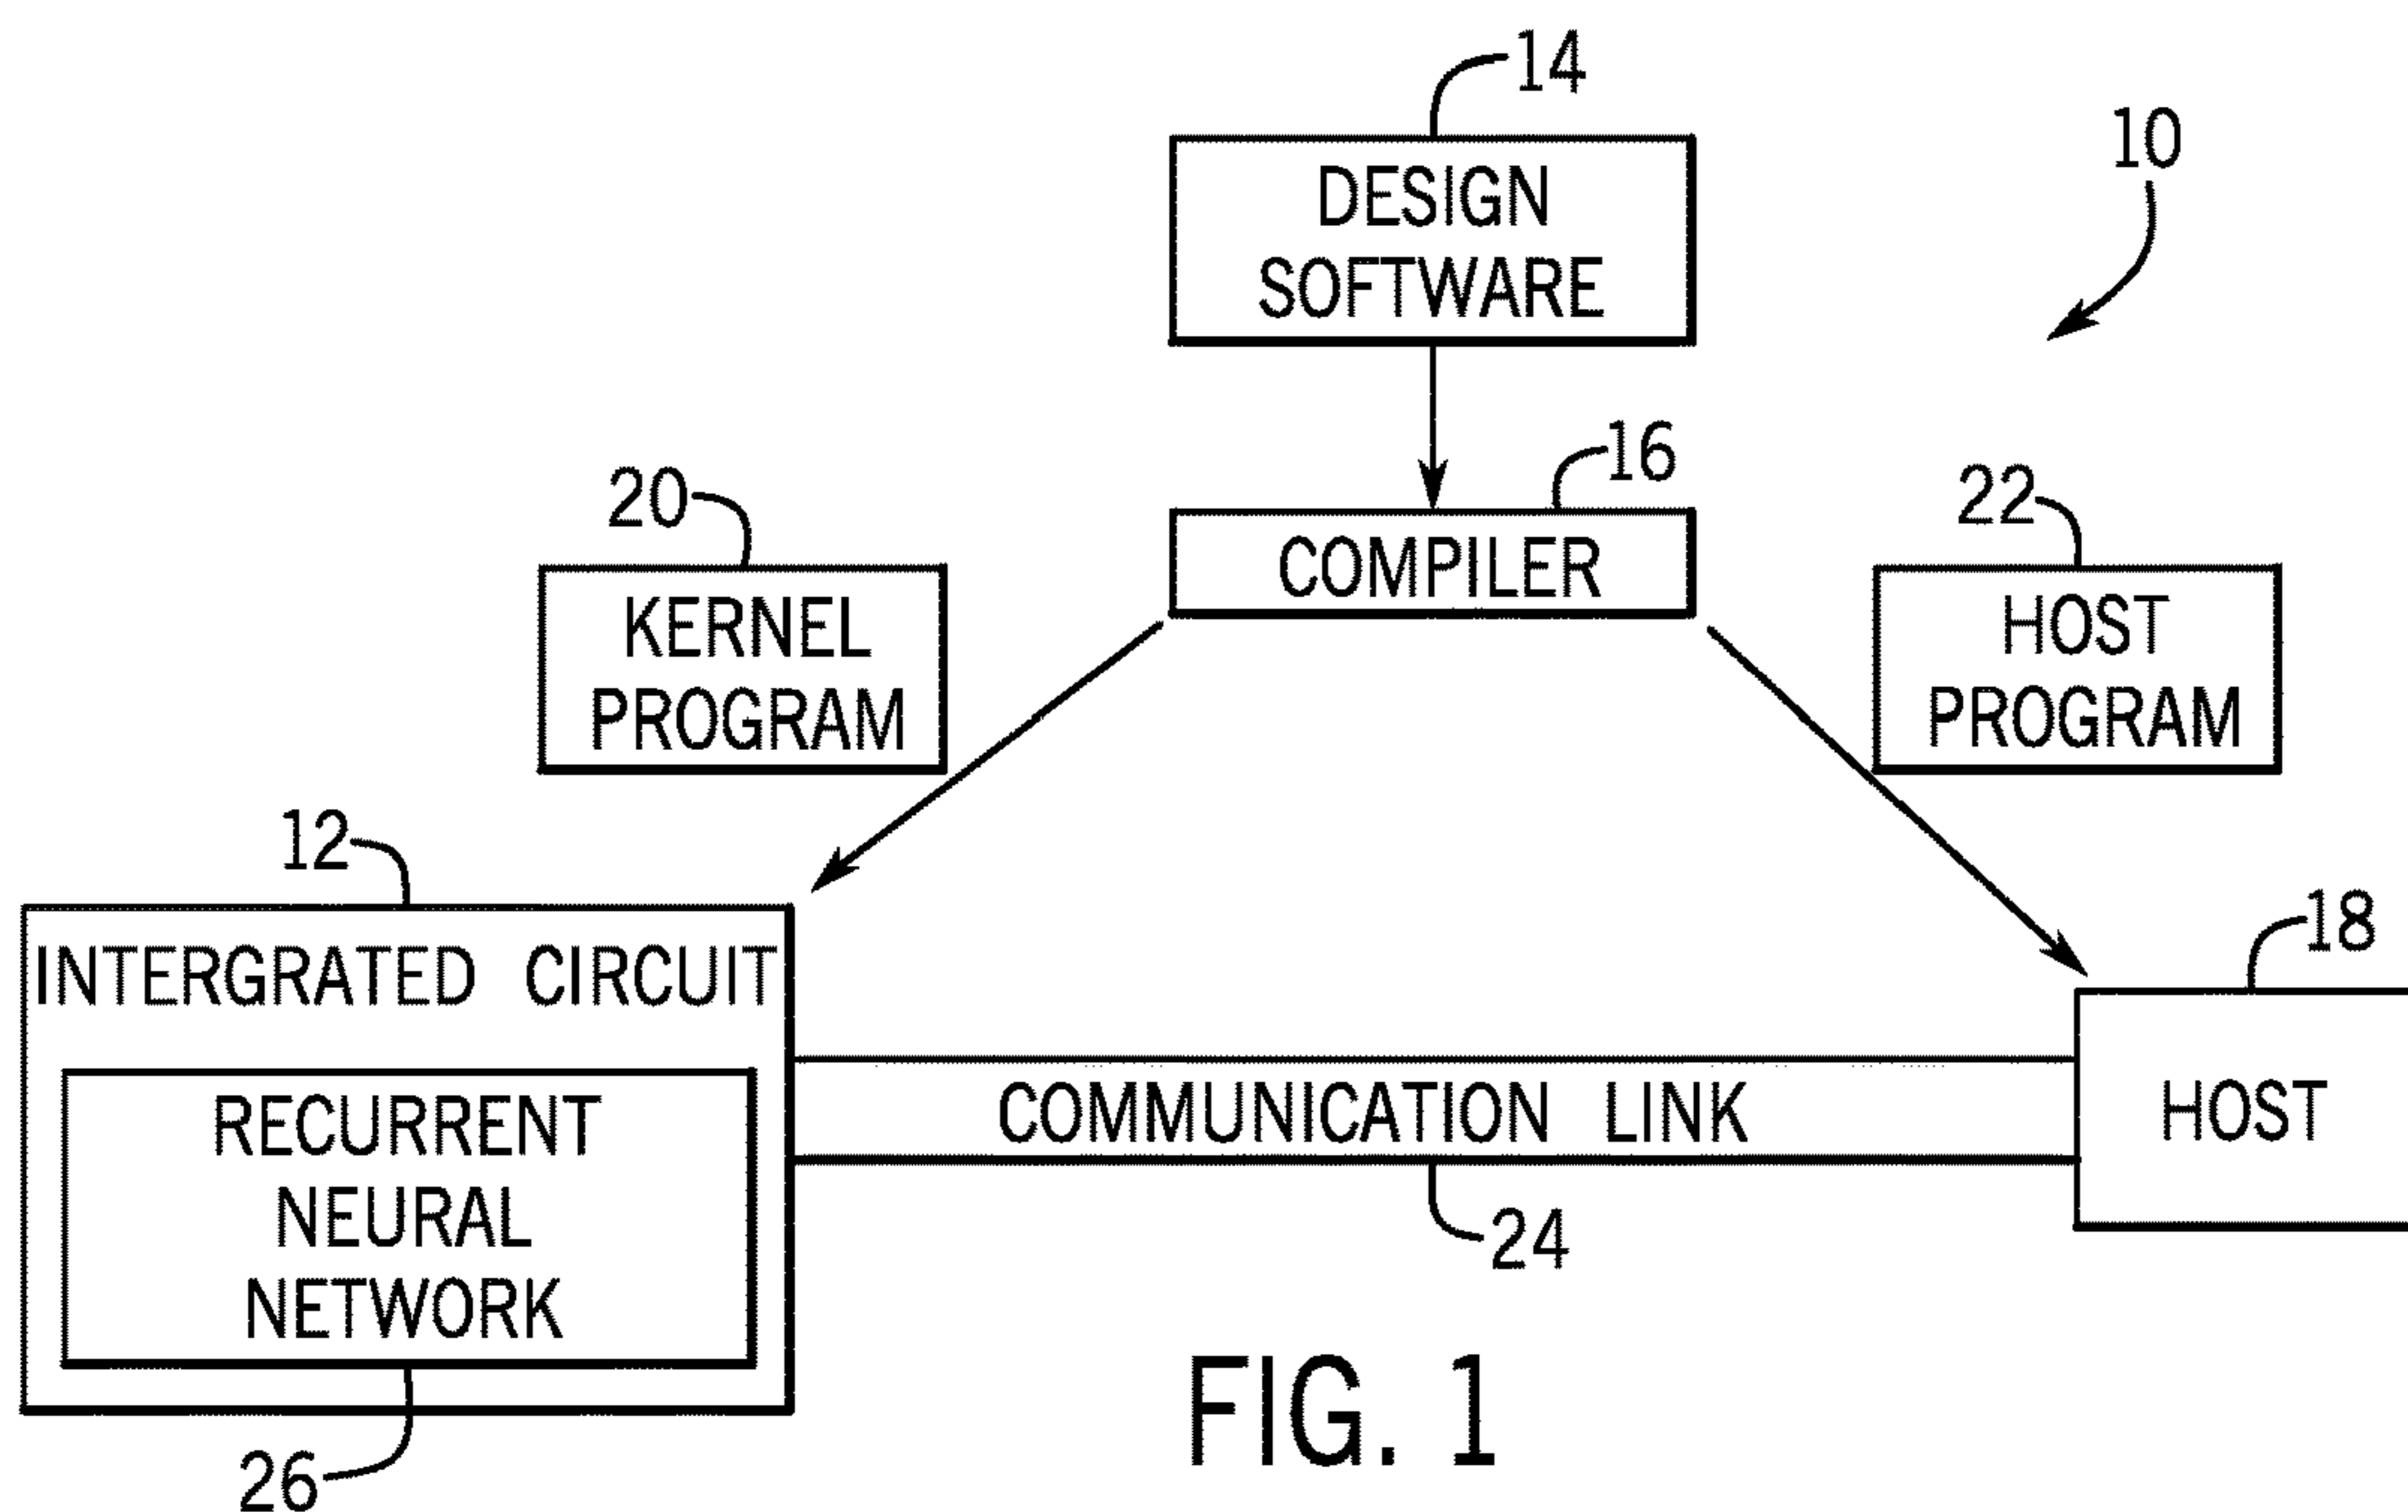 14
10
DESIGN
SOFTWARE
16
20
22
COMPILER
KERNEL
PROGRAM
HOST
PROGRAM
12
18
INTERGRATED CIRCUIT
RECURRENT
NEURAL
NETWORK
COMMUNICATION LINK
HOST
24
26
FIG. 1